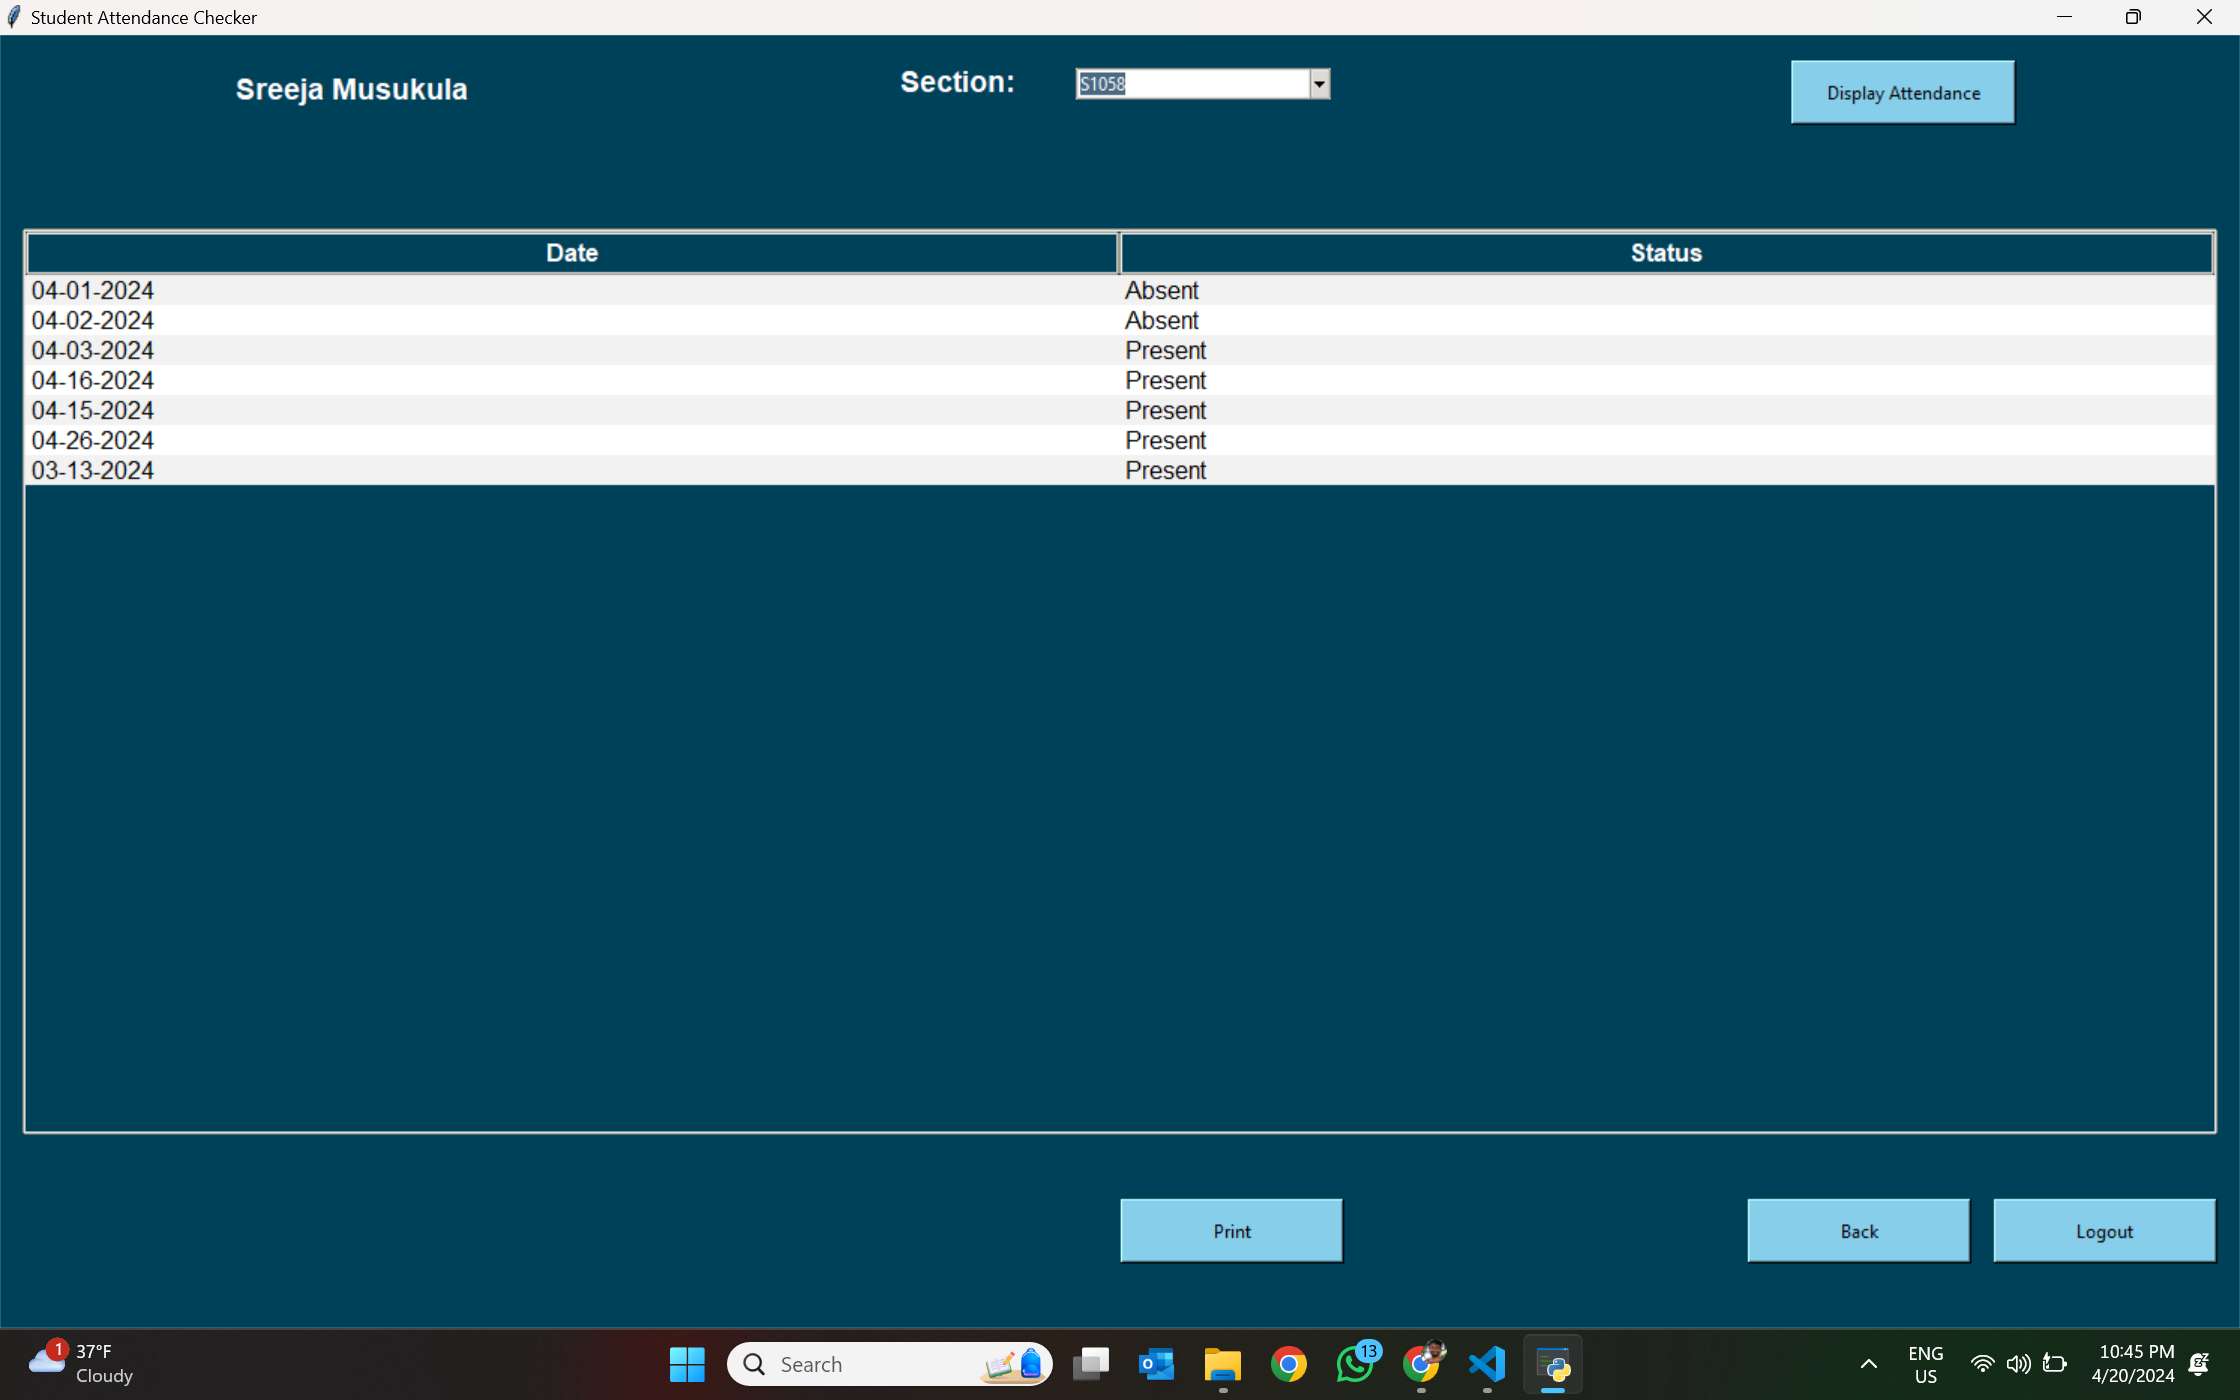 Student Attendance Checker
Sreeja Musukula
Section:
S1058
Display Attendance
Date Status
04-01-2024 Absent
04-02-2024 Absent
04-03-2024 Present
04-16-2024 Present
04-15-2024 Present
04-26-2024 Present
03-13-2024 Present
Print
Back
Logout
1
37°F
Cloudy
Search
13
ENG
US
10:45 PM
4/20/2024